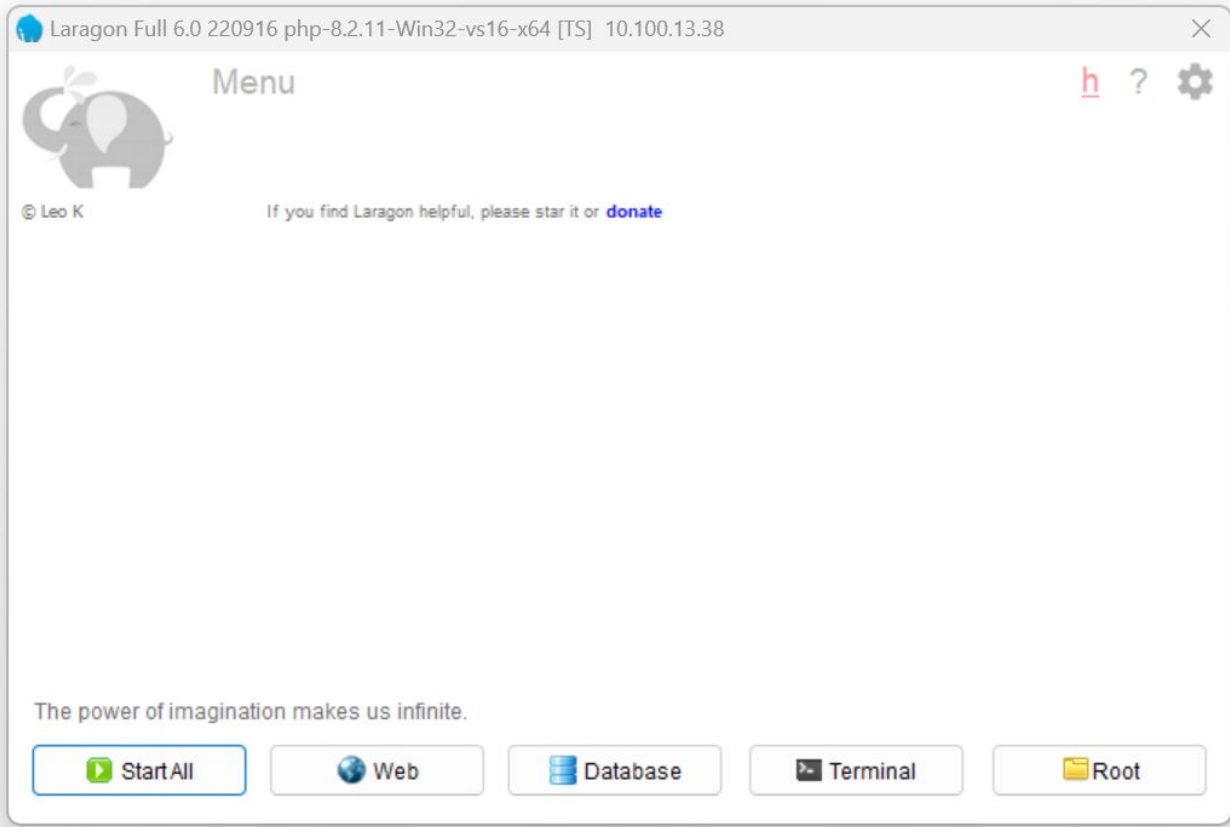 Laragon Full 6.0 220916 php-8.2.11-Win32-vs16-x64 [TS] 10.100.13.38
Menu
h ?
© Leo K
If you find Laragon helpful, please star it or donate
The power of imagination makes us infinite.
Start All
Web
Database
Terminal
Root